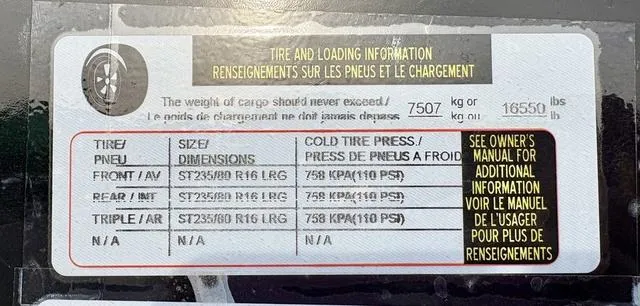 TIRE AND LOADING INFORMATION
RENSEIGNEMENTS SUR LES PNEUS ET LE CHARGEMENT
The weight of cargo should never exceed / 7507 kg or 16550 lbs
Le poids de chargement ne doit jamais depass kg ou lb
TIRE/ SIZE/ COLD TIRE PRESS./
PNEU DIMENSIONS PRESS DE PNEUS A FROID
FRONT / AV ST235/80 R16 LRG 758 KPA(110 PSI)
REAR / INT ST235/80 R16 LRG 758 KPA(110 PSI)
TRIPLE / AR ST235/80 R16 LRG 758 KPA(110 PSI)
N / A N / A N / A
SEE OWNER'S
MANUAL FOR
ADDITIONAL
INFORMATION
VOIR LE MANUEL
DE L'USAGER
POUR PLUS DE
RENSEIGNEMENTS